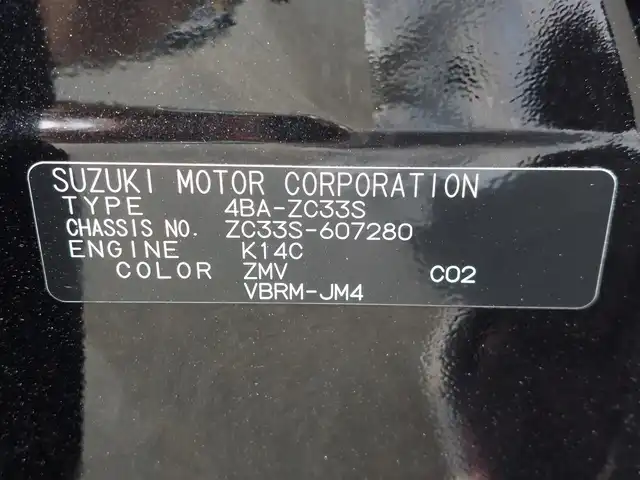 SUZUKI MOTOR CORPORATION
TYPE 4BA-ZC33S
CHASSIS NO. ZC33S-607280
ENGINE K14C
COLOR ZMV C02
VBRM-JM4